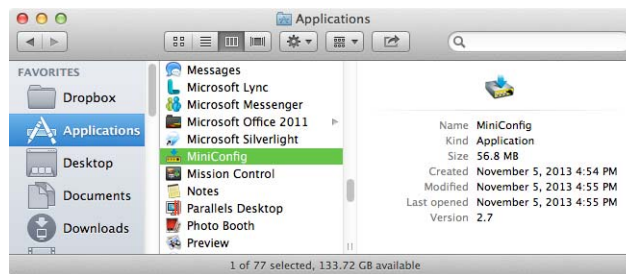 Applications
FAVORITES
Dropbox
Applications
Desktop
Documents
Downloads
Messages
Microsoft Lync
Microsoft Messenger
Microsoft Office 2011
Microsoft Silverlight
MiniConfig
Mission Control
Notes
Parallels Desktop
Photo Booth
Preview
Name MiniConfig
Kind Application
Size 56.8 MB
Created November 5, 2013 4:54 PM
Modified November 5, 2013 4:55 PM
Last opened November 5, 2013 4:55 PM
Version 2.7
1 of 77 selected, 133.72 GB available